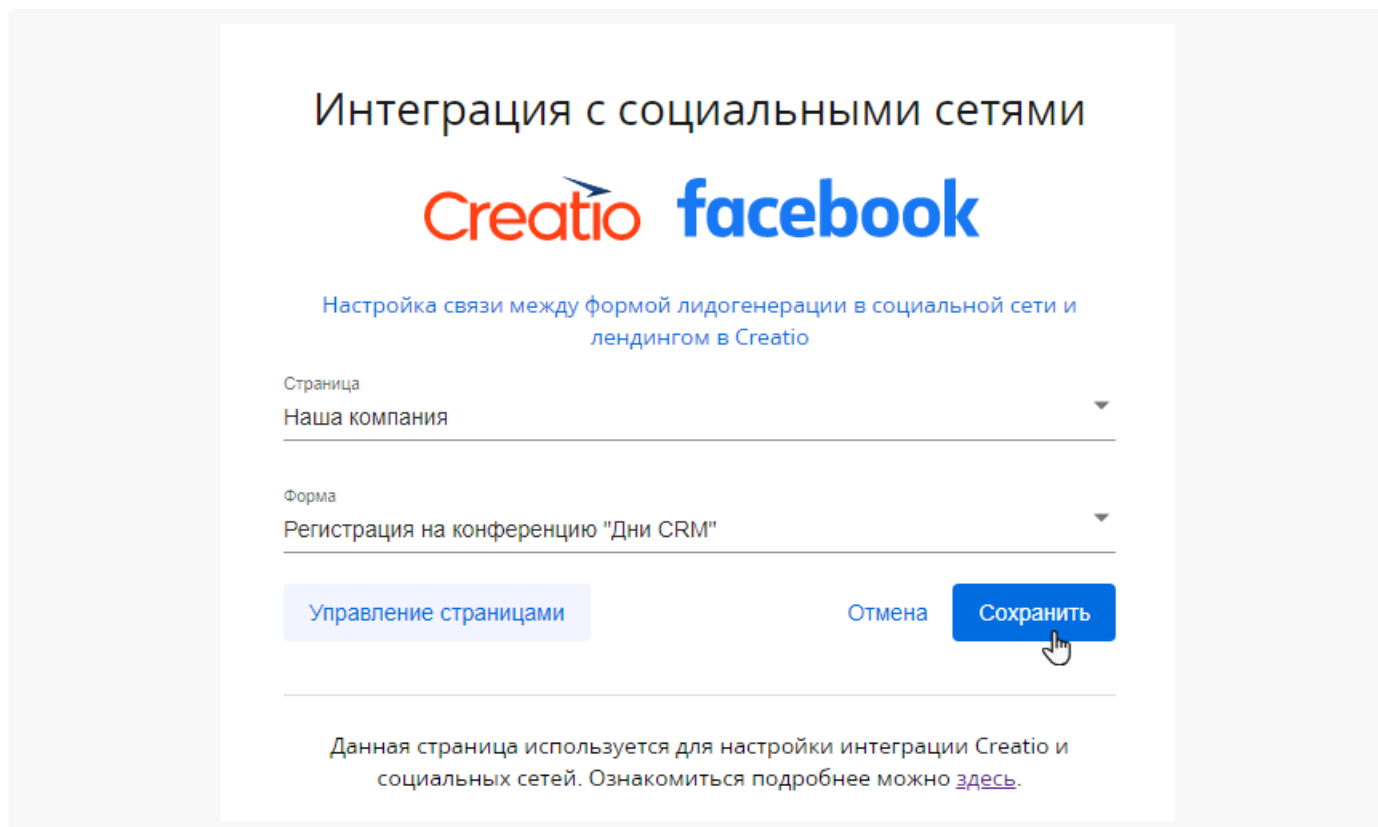 Интеграция с социальными сетями
Creatio facebook
Настройка связи между формой лидогенерации в социальной сети и
лендингом в Creatio
Страница
Наша компания
Форма
Регистрация на конференцию "Дни CRM"
Управление страницами Отмена Сохранить
Данная страница используется для настройки интеграции Creatio и
социальных сетей. Ознакомиться подробнее можно здесь.